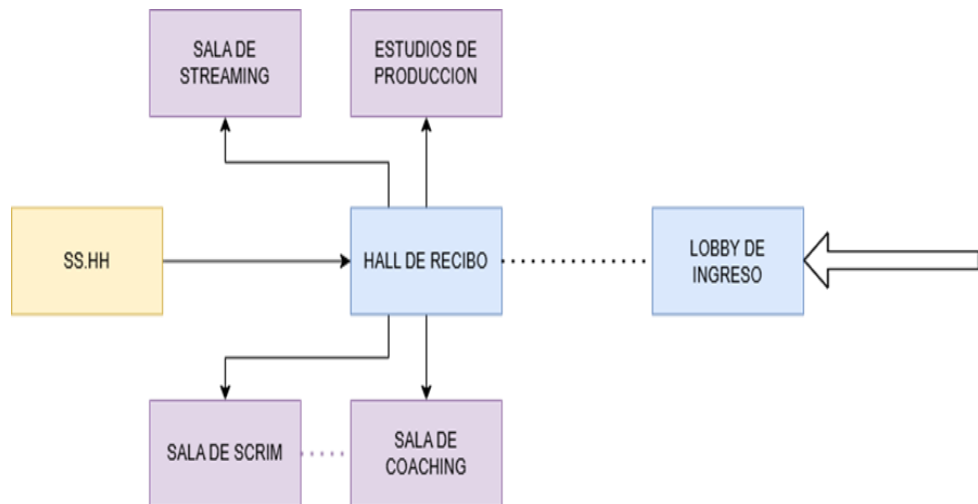 SALA DE
STREAMING
ESTUDIOS DE
PRODUCCION
SS.HH
HALL DE RECIBO
LOBBY DE
INGRESO
SALA DE SCRIM
SALA DE
COACHING